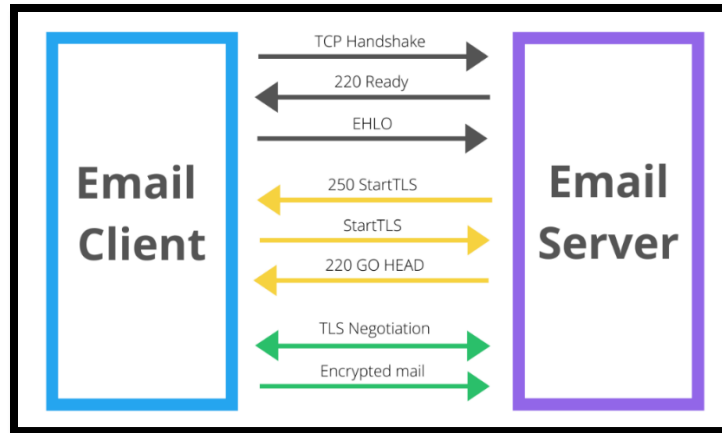 TCP Handshake
220 Ready
EHLO
Email
Client
Email
Server
250 StartTLS
StartTLS
220 GO HEAD
TLS Negotiation
Encrypted mail